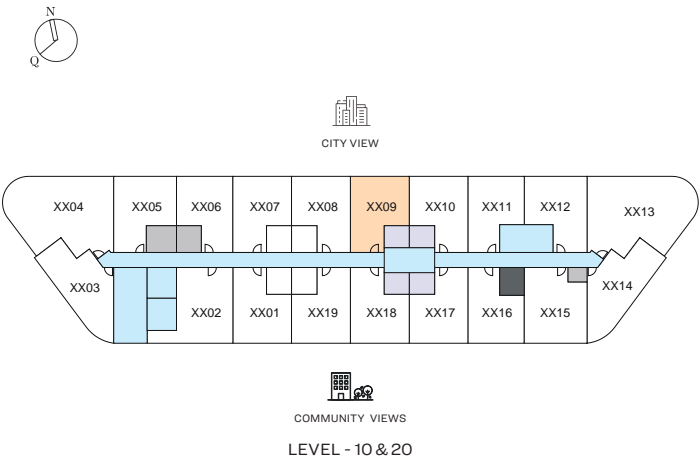 N
Q
CITY VIEW
XX04 XX05 XX06 XX07 XX08 XX09 XX10 XX11 XX12 XX13
XX03 XX14
XX02 XX01 XX19 XX18 XX17 XX16 XX15
COMMUNITY VIEWS
LEVEL - 10 & 20